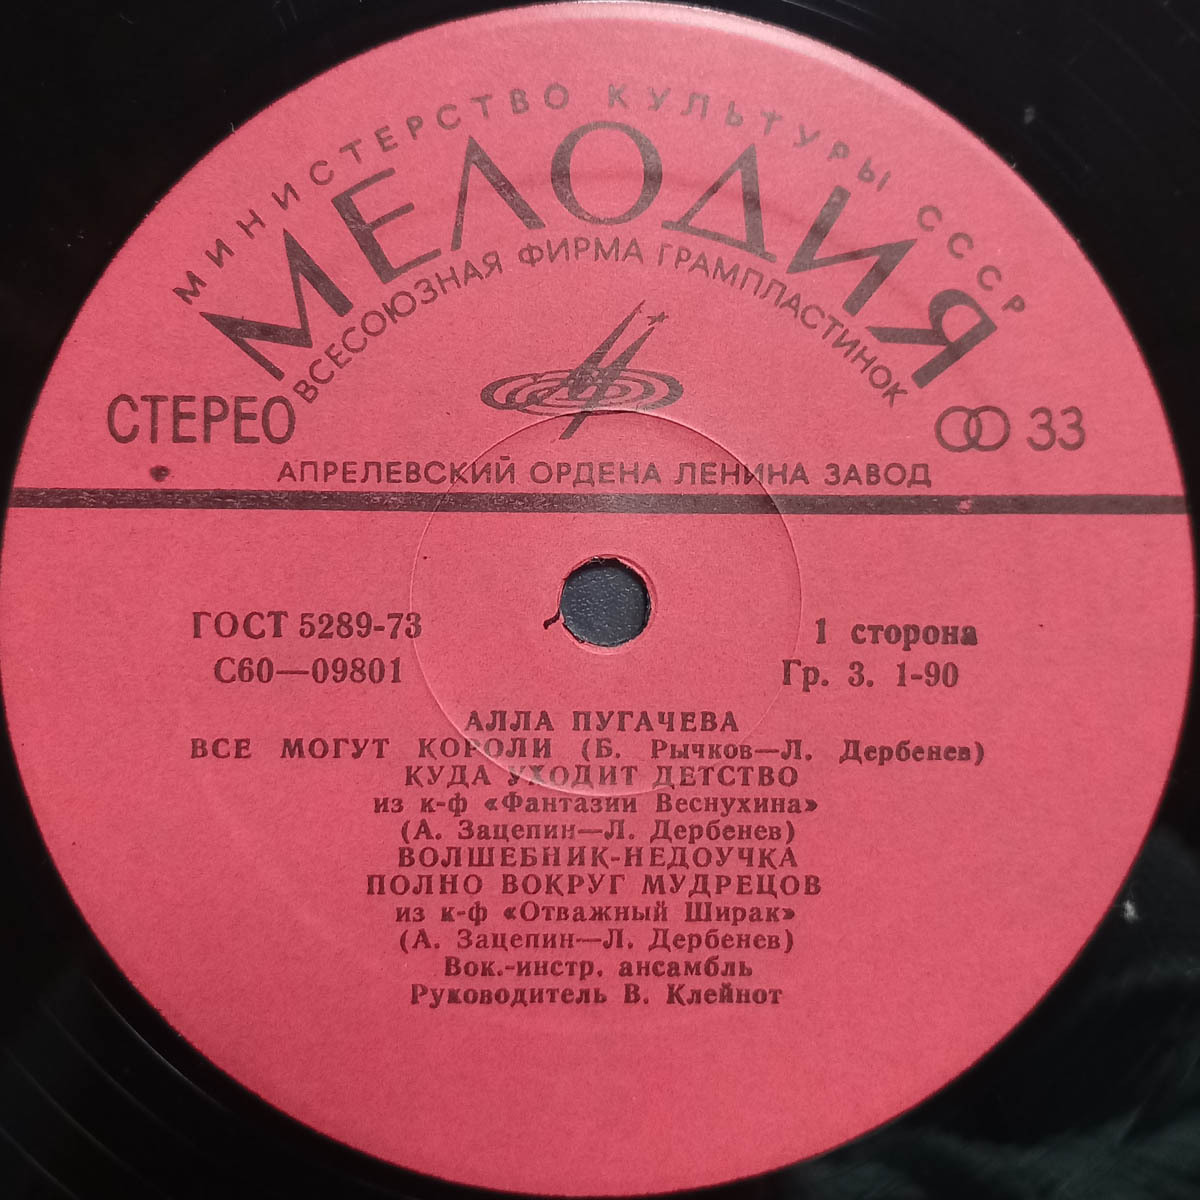 МИНИСТЕРСТВО КУЛЬТУРЫ СССР
МЕЛОДИЯ
ВСЕСОЮЗНАЯ ФИРМА ГРАМПЛАСТИНОК
СТЕРЕО
33
АПРЕЛЕВСКИЙ ОРДЕНА ЛЕНИНА ЗАВОД
ГОСТ 5289-73
1 сторона
С60—09801
Гр. 3. 1-90
АЛЛА ПУГАЧЕВА
ВСЕ МОГУТ КОРОЛИ (Б. Рычков—Л. Дербенев)
КУДА УХОДИТ ДЕТСТВО
из к-ф «Фантазии Веснухина»
(А. Зацепин—Л. Дербенев)
ВОЛШЕБНИК-НЕДОУЧКА
ПОЛНО ВОКРУГ МУДРЕЦОВ
из к-ф «Отважный Ширак»
(А. Зацепин—Л. Дербенев)
Вок.-инстр. ансамбль
Руководитель В. Клейнот